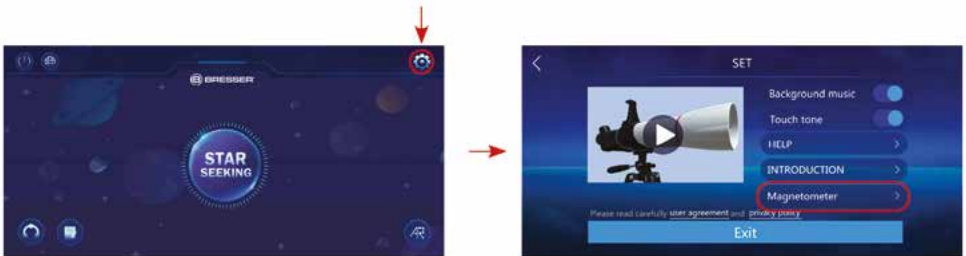 BRESSER
STAR
SEEKING
SET
Background music
Touch tone
HELP
INTRODUCTION
Magnetometer
Please read carefully user agreement and privacy policy
Exit